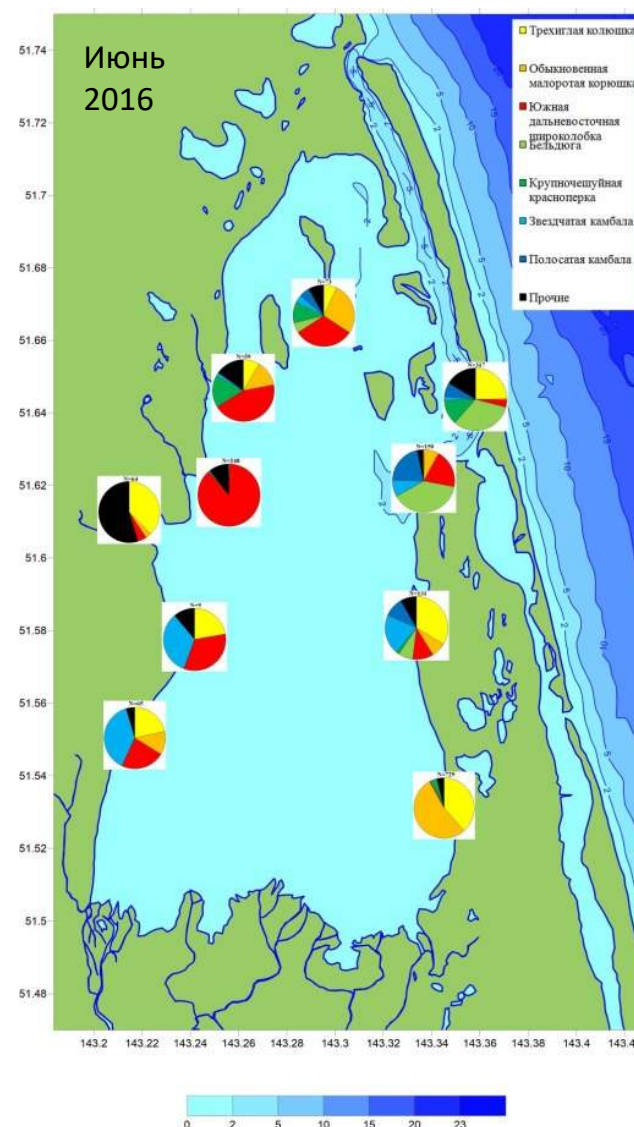 Июнь
2016
Трехиглая колюшка
Обыкновенная
малоротая корюшка
Южная
дальневосточная
широколобка
Бельдюга
Крупночешуйная
красноперка
Звездчатая камбала
Полосатая камбала
Прочие
51.74
51.72
51.7
51.68
51.66
51.64
51.62
51.6
51.58
51.56
51.54
51.52
51.5
51.48
143.2 143.22 143.24 143.26 143.28 143.3 143.32 143.34 143.36 143.38 143.4
0 2 5 10 15 20 23